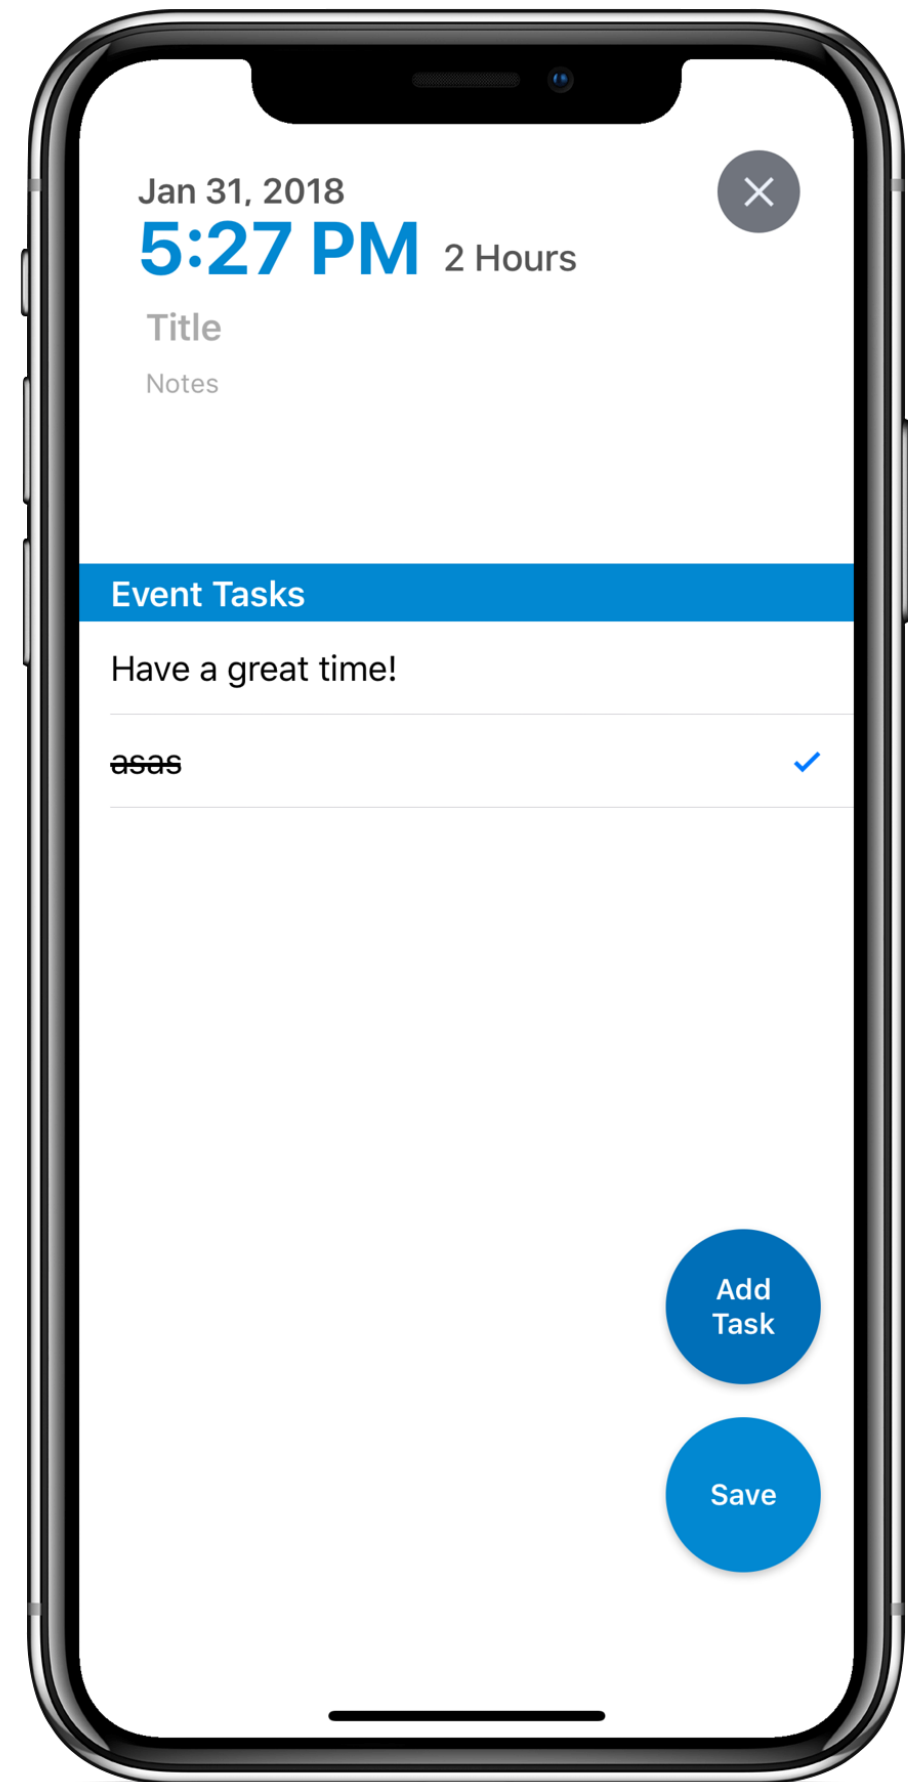 Jan 31, 2018
5:27 PM 2 Hours
Title
Notes
Event Tasks
Have a great time!
asas
Add
Task
Save